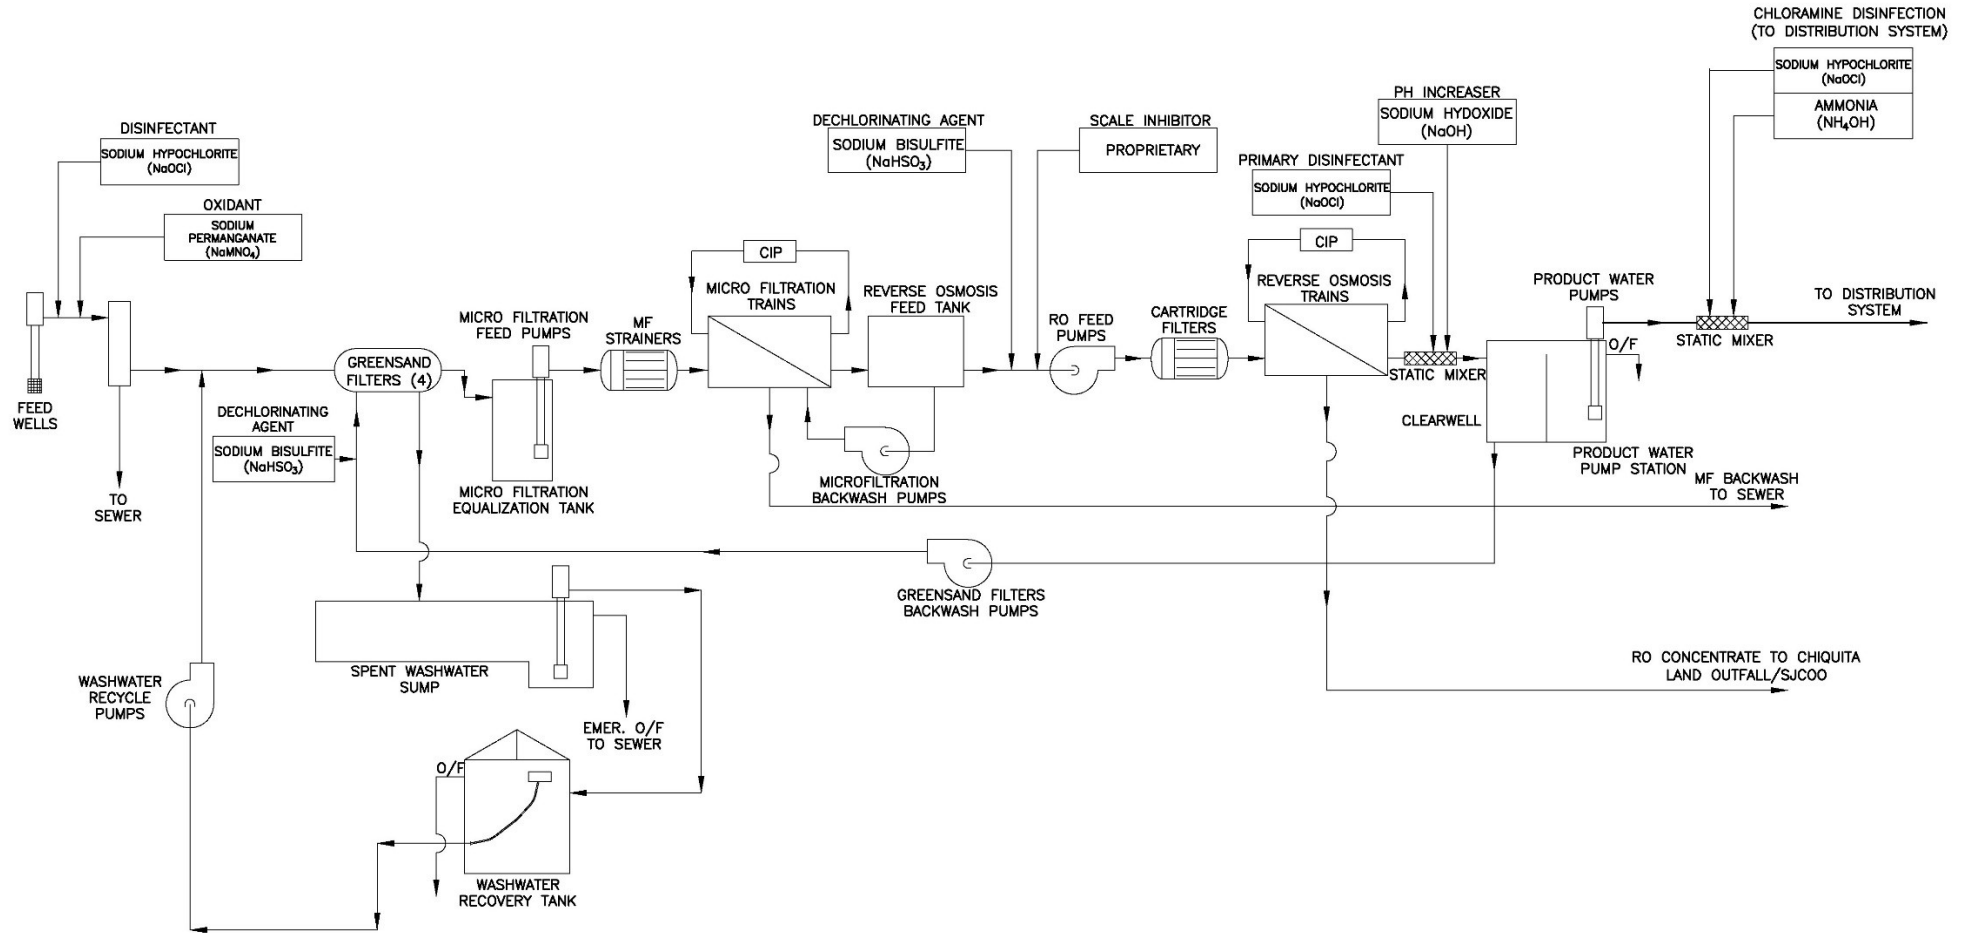 CHLORAMINE DISINFECTION
(TO DISTRIBUTION SYSTEM)
SODIUM HYPOCHLORITE
(NaOCl)
AMMONIA
(NH4OH)
PH INCREASER
SODIUM HYDOXIDE
(NaOH)
DISINFECTANT
SODIUM HYPOCHLORITE
(NaOCl)
OXIDANT
SODIUM
PERMANGANATE
(NaMNO4)
DECHLORINATING AGENT
SODIUM BISULFITE
(NaHSO3)
SCALE INHIBITOR
PROPRIETARY
PRIMARY DISINFECTANT
SODIUM HYPOCHLORITE
(NaOCl)
CIP
CIP
MICRO FILTRATION
TRAINS
REVERSE OSMOSIS
FEED TANK
REVERSE OSMOSIS
TRAINS
PRODUCT WATER
PUMPS
TO DISTRIBUTION
SYSTEM
MICRO FILTRATION
FEED PUMPS
MF
STRAINERS
RO FEED
PUMPS
CARTRIDGE
FILTERS
STATIC MIXER
O/F
GREENSAND
FILTERS (4)
STATIC MIXER
FEED
WELLS
DECHLORINATING
AGENT
SODIUM BISULFITE
(NaHSO3)
CLEARWELL
PRODUCT WATER
PUMP STATION
TO
SEWER
MICRO FILTRATION
EQUALIZATION TANK
MICROFILTRATION
BACKWASH PUMPS
MF BACKWASH
TO SEWER
GREENSAND FILTERS
BACKWASH PUMPS
WASHWATER
RECYCLE
PUMPS
SPENT WASHWATER
SUMP
RO CONCENTRATE TO CHIQUITA
LAND OUTFALL/SJCOO
EMER. O/F
TO SEWER
O/F
WASHWATER
RECOVERY TANK